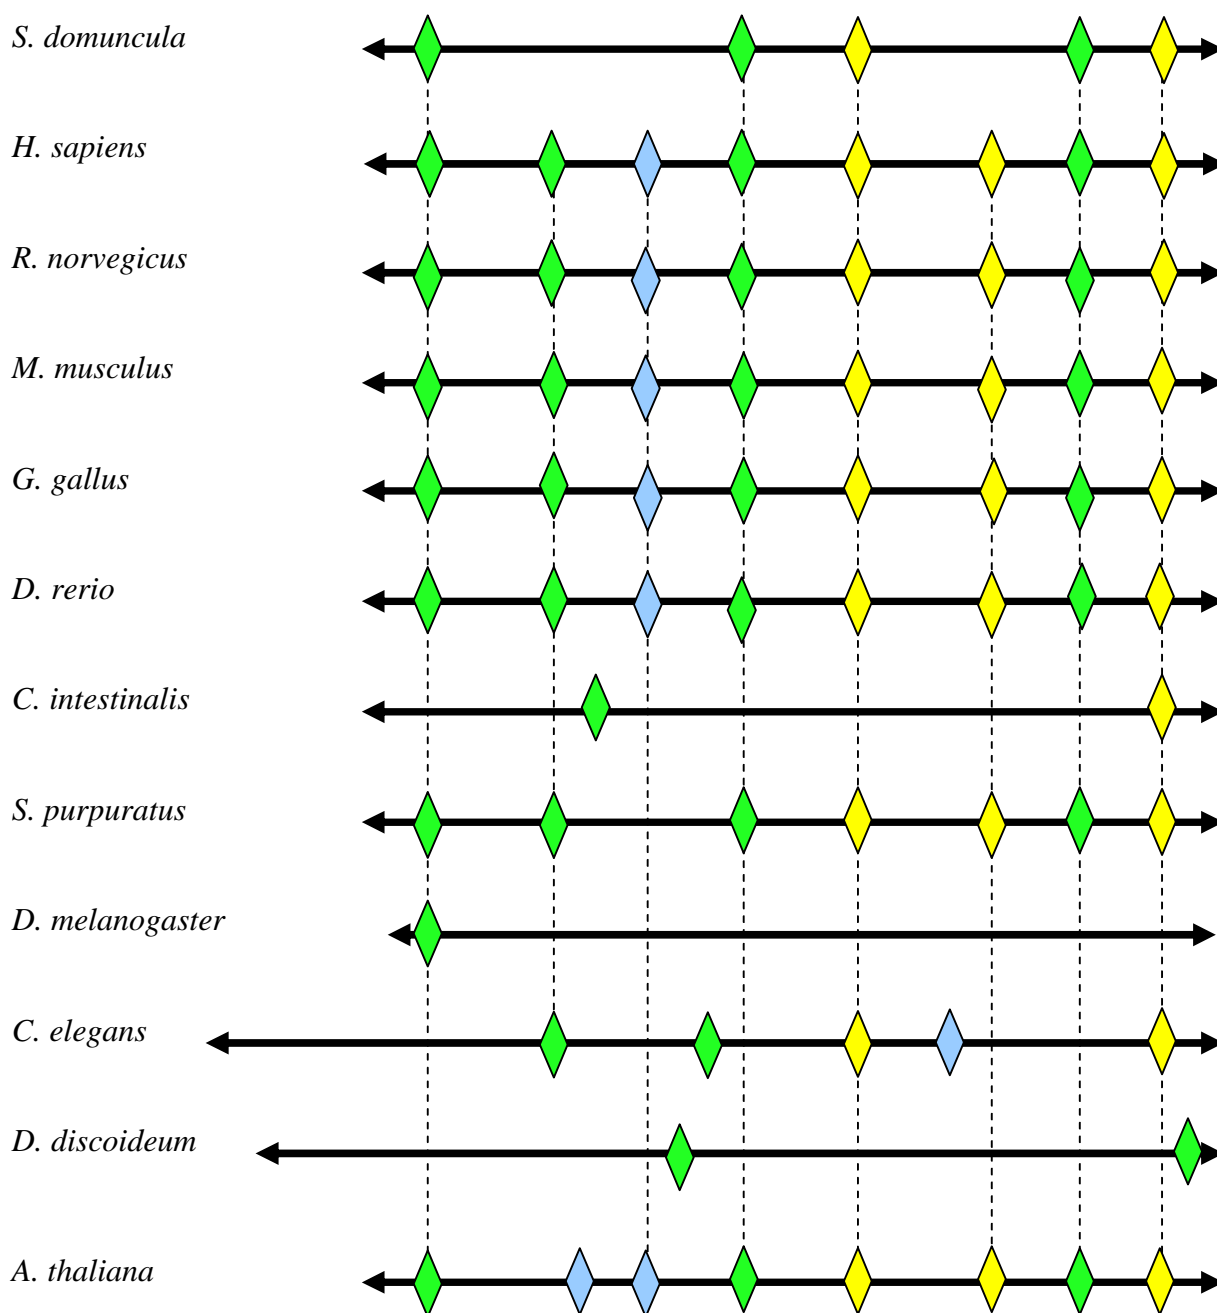 S. domuncula
H. sapiens
R. norvegicus
M. musculus
G. gallus
D. rerio
C. intestinalis
S. purpuratus
D. melanogaster
C. elegans
D. discoideum
A. thaliana